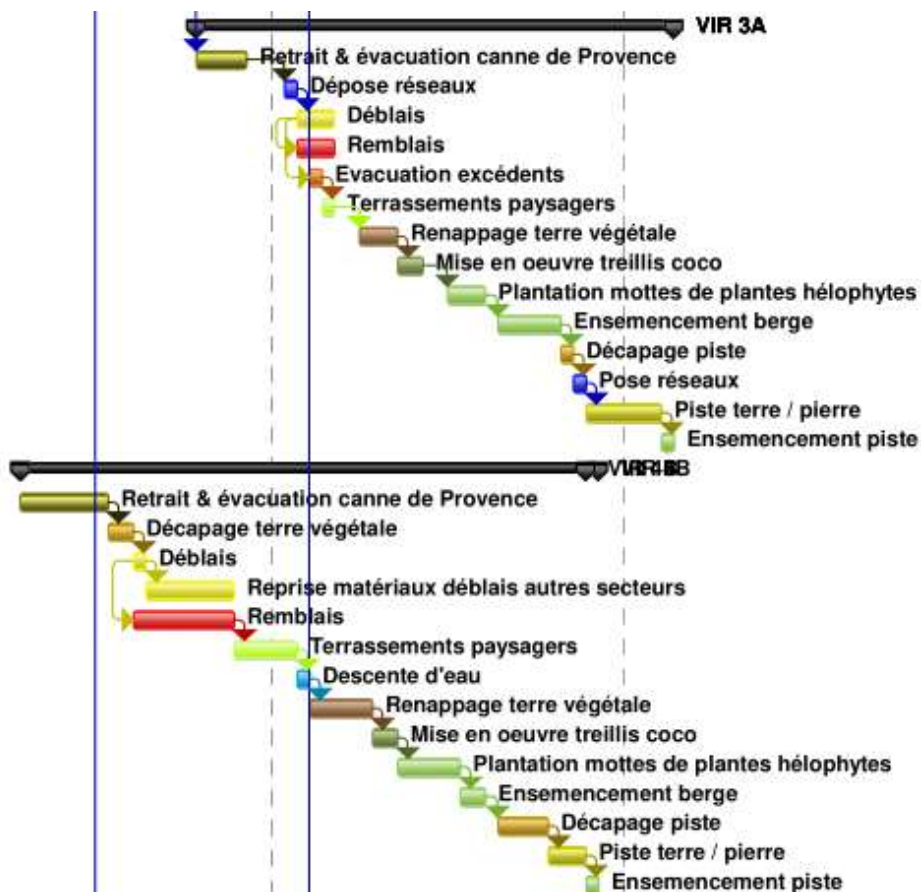 VIR 3A
Retrait & évacuation canne de Provence
Dépose réseaux
Déblais
Remblais
Evacuation excédents
Terrassements paysagers
Renappage terre végétale
Mise en oeuvre treillis coco
Plantation mottes de plantes hélophytes
Ensemencement berge
Décapage piste
Pose réseaux
Piste terre / pierre
Ensemencement piste
Retrait & évacuation canne de Provence
Décapage terre végétale
Déblais
Reprise matériaux déblais autres secteurs
Remblais
Terrassements paysagers
Descente d'eau
Renappage terre végétale
Mise en oeuvre treillis coco
Plantation mottes de plantes hélophytes
Ensemencement berge
Décapage piste
Piste terre / pierre
Ensemencement piste